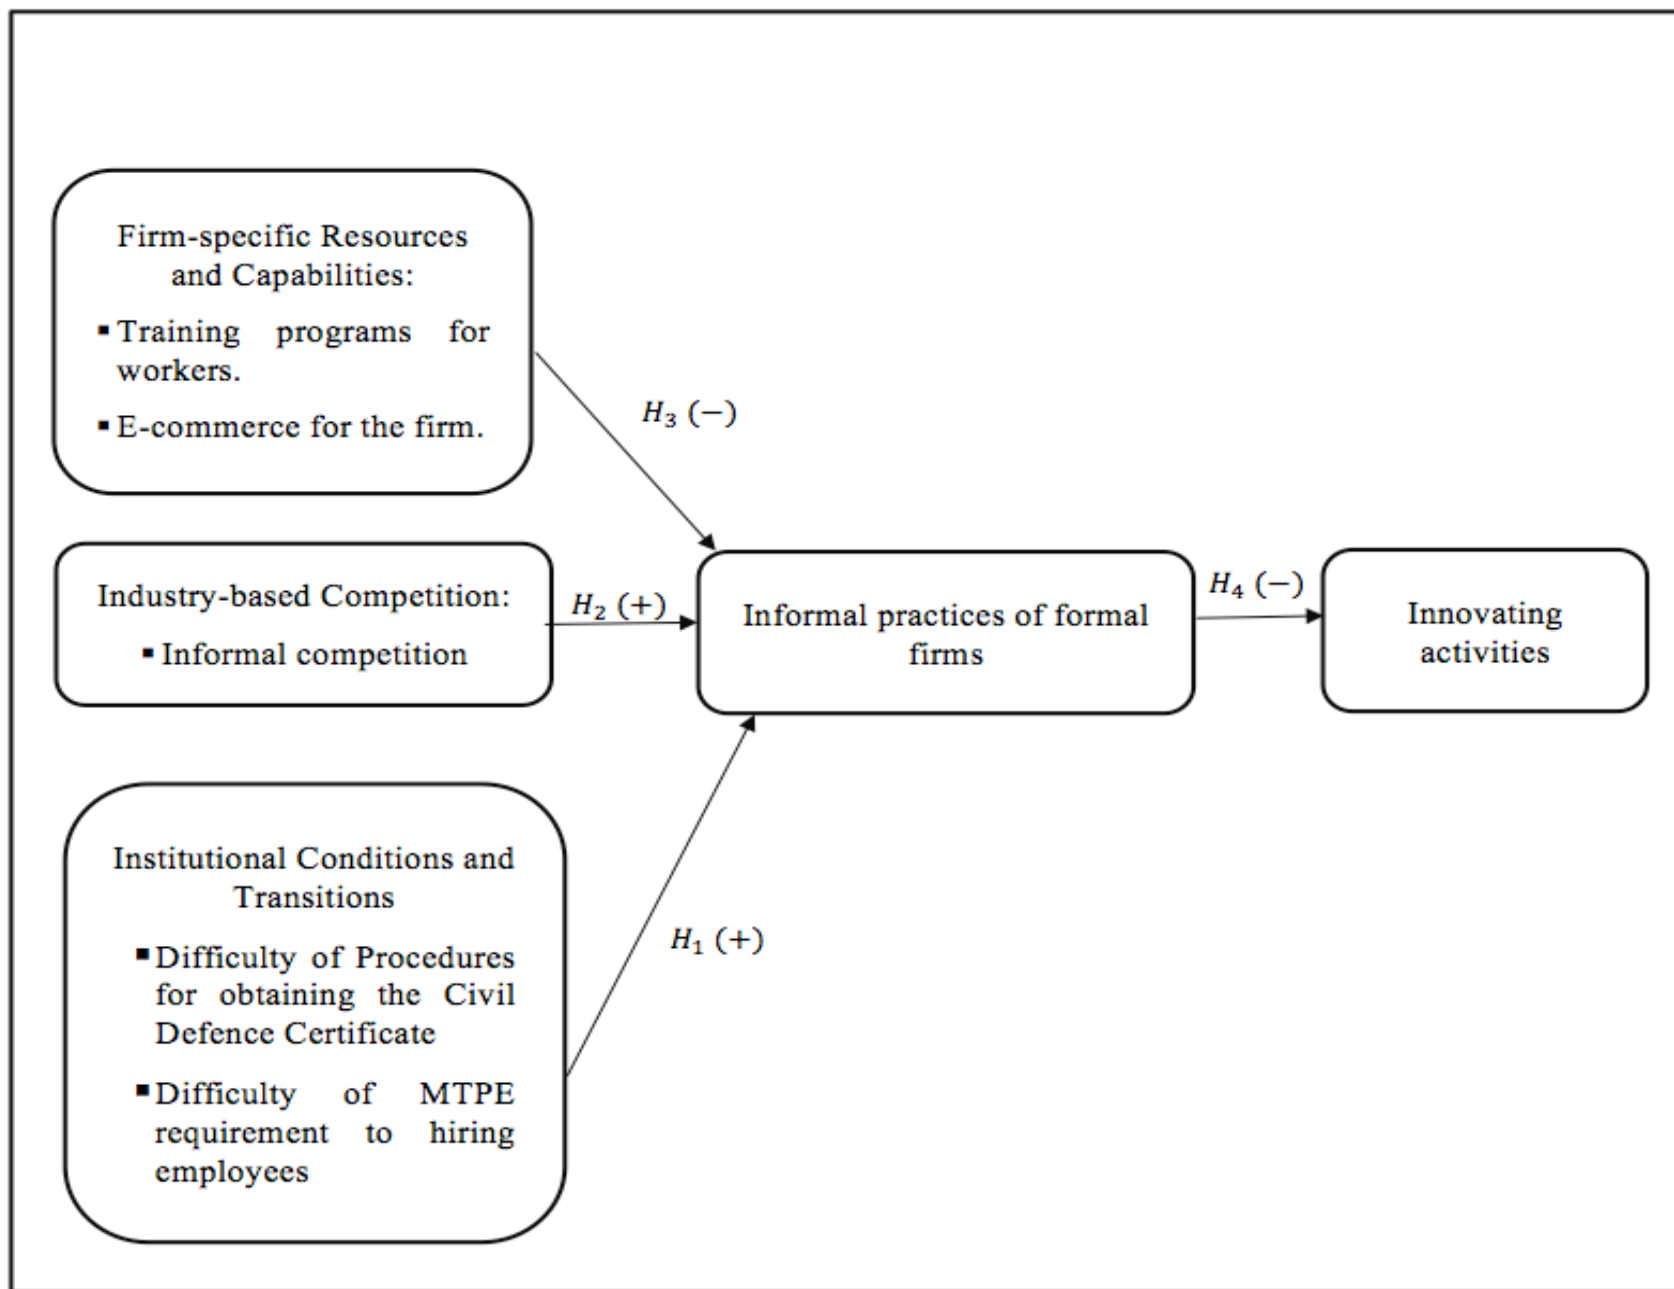 Firm-specific Resources
and Capabilities:
▪ Training programs for
workers.
▪ E-commerce for the firm.
H₃ (−)
Industry-based Competition:
▪ Informal competition
H₂ (+)
Informal practices of formal
firms
H₄ (−)
Innovating
activities
Institutional Conditions and
Transitions
▪ Difficulty of Procedures
for obtaining the Civil
Defence Certificate
▪ Difficulty of MTPE
requirement to hiring
employees
H₁ (+)